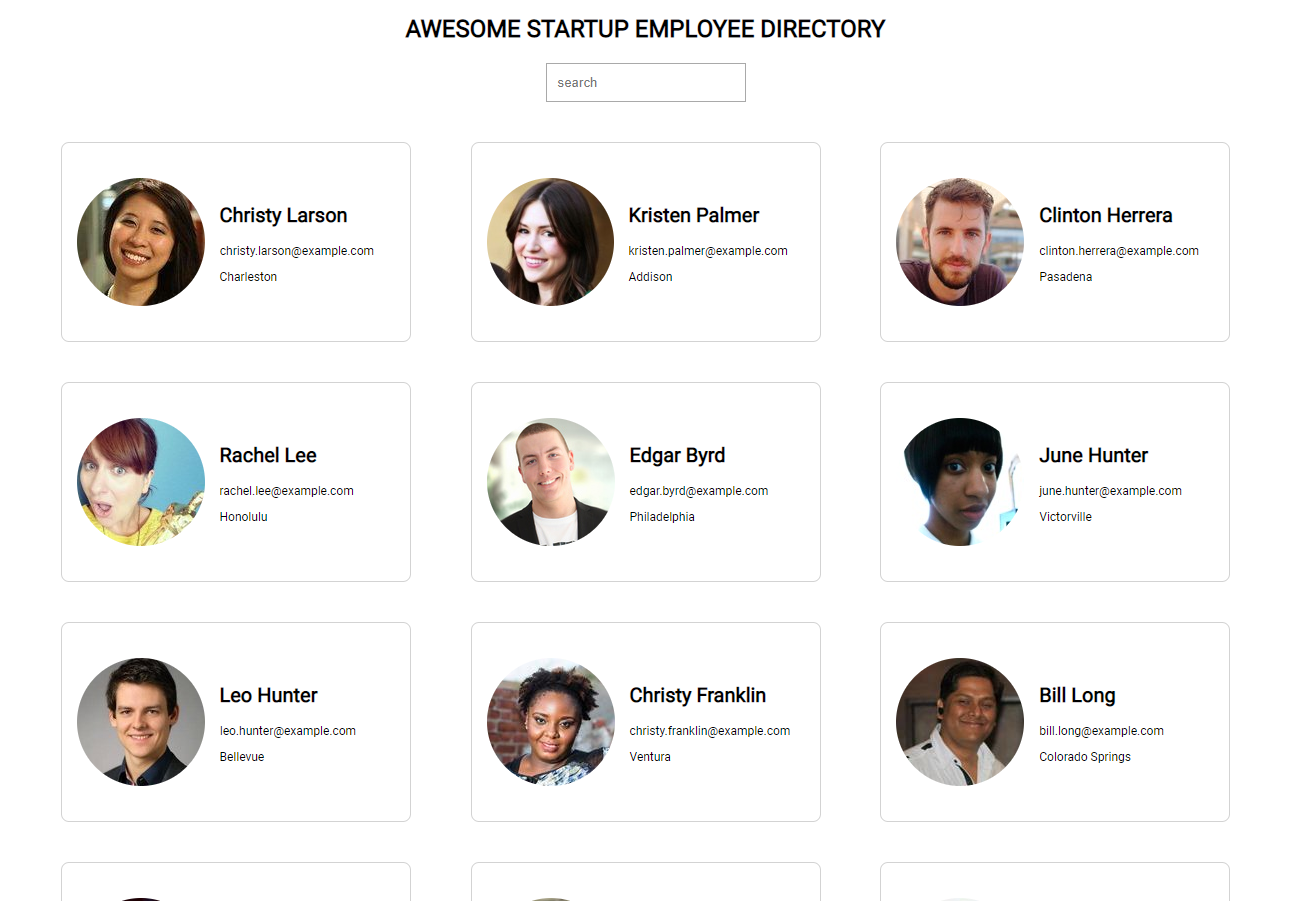 AWESOME STARTUP EMPLOYEE DIRECTORY
search
Christy Larson
christy.larson@example.com
Charleston
Kristen Palmer
kristen.palmer@example.com
Addison
Clinton Herrera
clinton.herrera@example.com
Pasadena
Rachel Lee
rachel.lee@example.com
Honolulu
Edgar Byrd
edgar.byrd@example.com
Philadelphia
June Hunter
june.hunter@example.com
Victorville
Leo Hunter
leo.hunter@example.com
Bellevue
Christy Franklin
christy.franklin@example.com
Ventura
Bill Long
bill.long@example.com
Colorado Springs